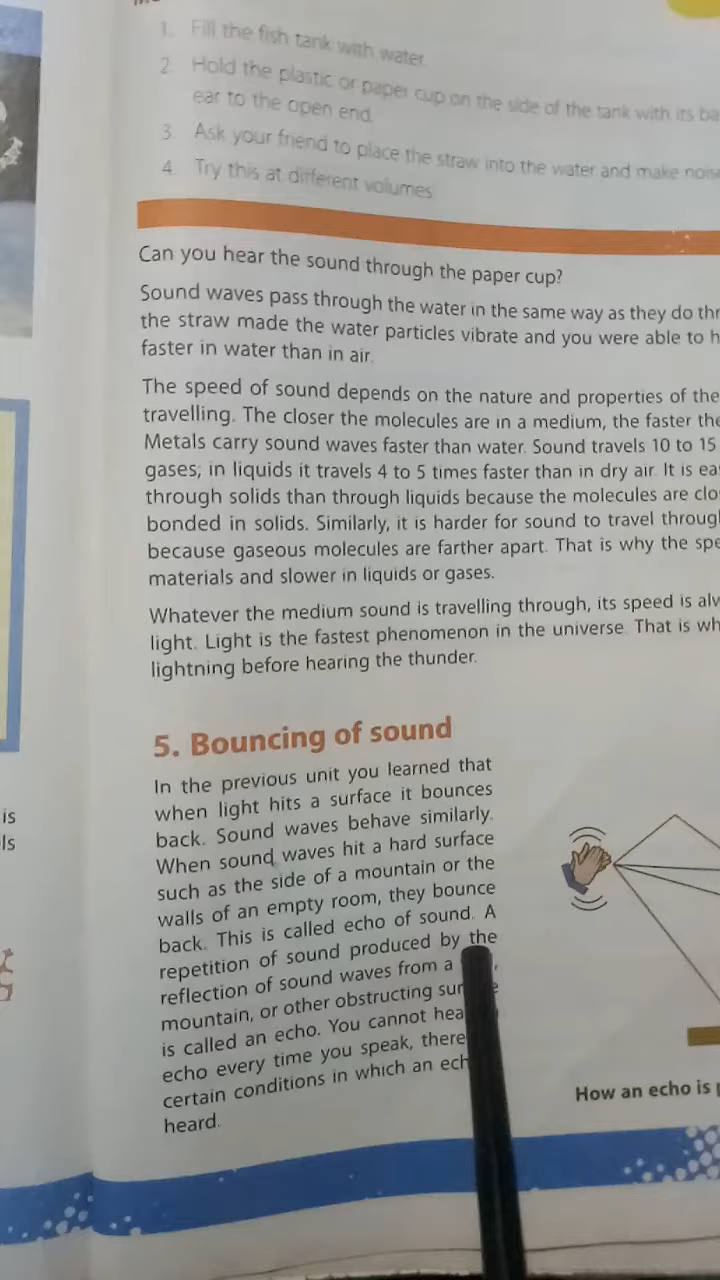 1. Fill the fish tank with water.
2. Hold the plastic or paper cup on the side of the tank with its
ear to the open end.
3. Ask your friend to place the straw into the water and make
4. Try this at different volumes.
Can you hear the sound through the paper cup?
Sound waves pass through the water in the same way as they do
the straw made the water particles vibrate and you were able to
faster in water than in air.
The speed of sound depends on the nature and properties of the
travelling. The closer the molecules are in a medium, the faster
Metals carry sound waves faster than water. Sound travels 10 to 15
gases; in liquids it travels 4 to 5 times faster than in dry air. It is
through solids than through liquids because the molecules are
bonded in solids. Similarly, it is harder for sound to travel
because gaseous molecules are farther apart. That is why the
materials and slower in liquids or gases.
Whatever the medium sound is travelling through, its speed is
light. Light is the fastest phenomenon in the universe. That is
lightning before hearing the thunder.
5. Bouncing of sound
In the previous unit you learned that
when light hits a surface it bounces
back. Sound waves behave similarly.
When sound waves hit a hard surface
such as the side of a mountain or the
walls of an empty room, they bounce
back. This is called echo of sound. A
repetition of sound produced by the
reflection of sound waves from a
mountain, or other obstructing
is called an echo. You cannot
echo every time you speak,
certain conditions in which an
heard.
is
How an echo is